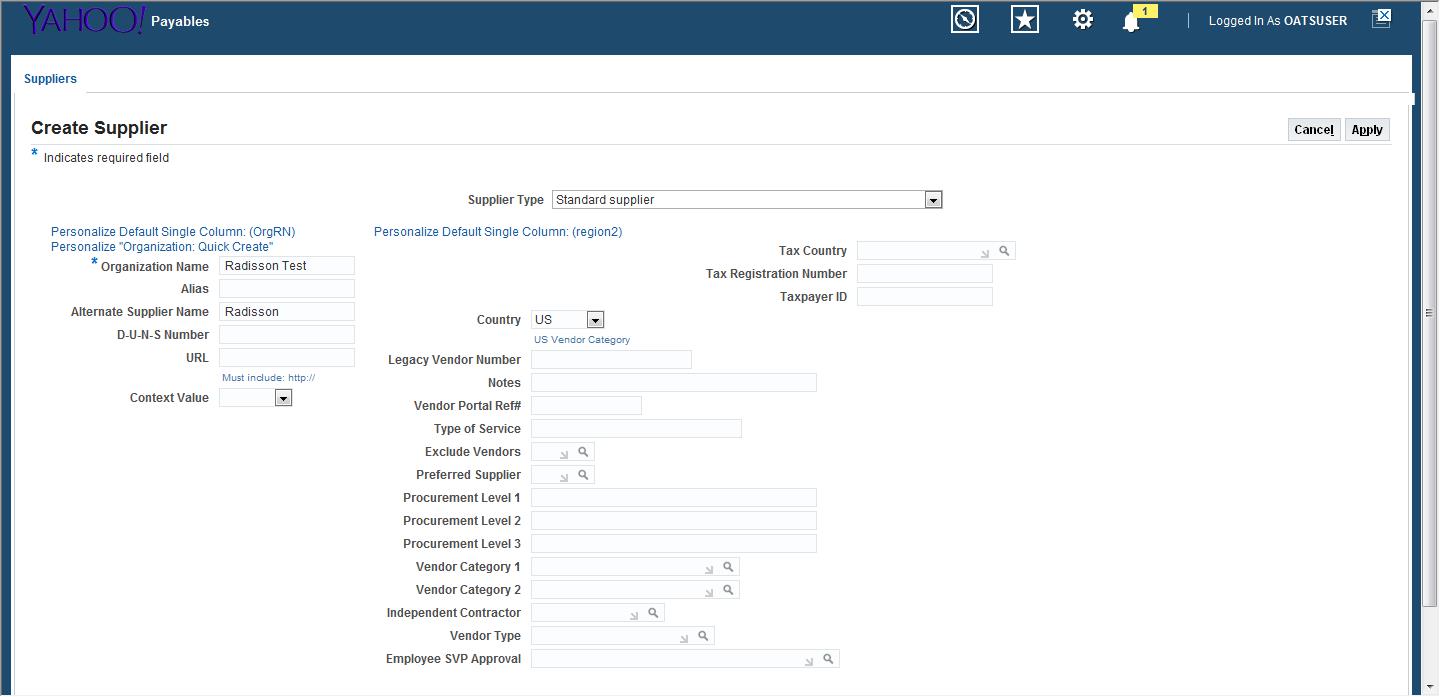 YAHOO! Payables
1
Logged In As OATSUSER
Suppliers
Create Supplier
Cancel Apply
* Indicates required field
Supplier Type Standard supplier
Personalize Default Single Column: (OrgRN)
Personalize "Organization: Quick Create"
* Organization Name Radisson Test
Alias
Alternate Supplier Name Radisson
D-U-N-S Number
URL
Must include: http://
Context Value
Personalize Default Single Column: (region2)
Tax Country
Tax Registration Number
Taxpayer ID
Country US
US Vendor Category
Legacy Vendor Number
Notes
Vendor Portal Ref#
Type of Service
Exclude Vendors
Preferred Supplier
Procurement Level 1
Procurement Level 2
Procurement Level 3
Vendor Category 1
Vendor Category 2
Independent Contractor
Vendor Type
Employee SVP Approval